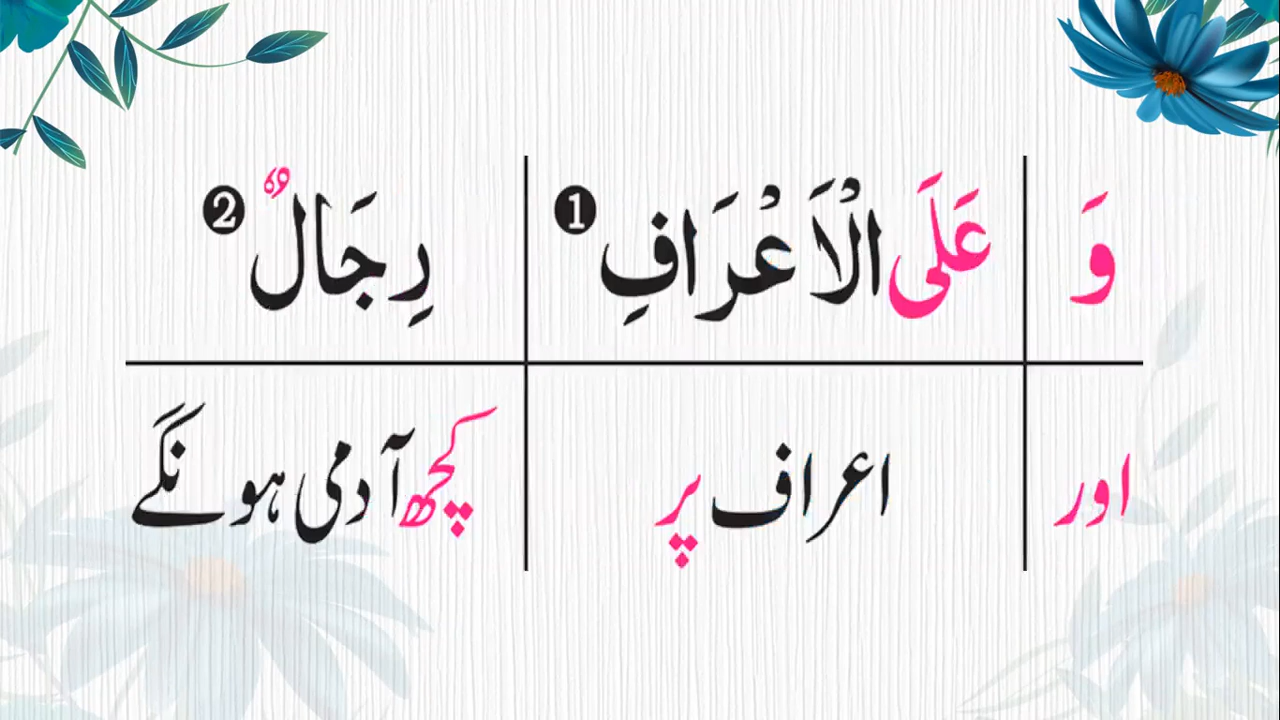 وَ عَلَى الْاَعْرَافِ ❶ رِجَالٌ ❷
اور اعراف پر کچھ آدمی ہونگے